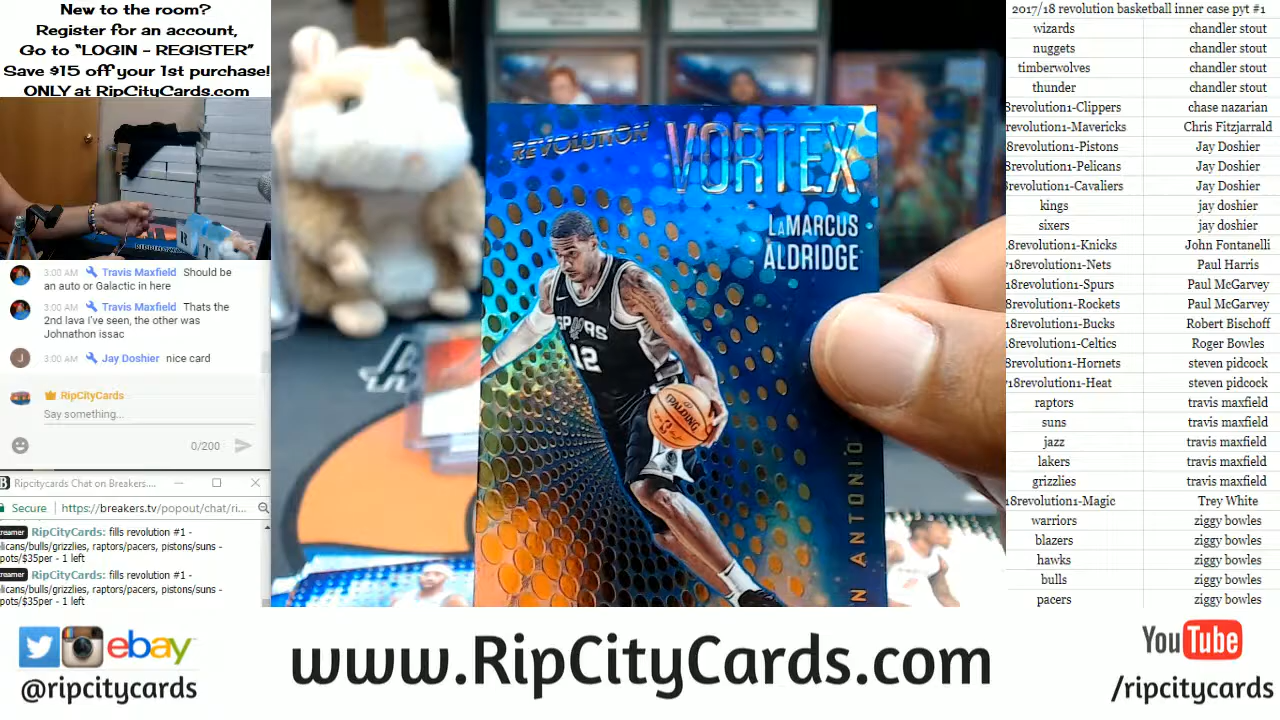 New to the room?
Register for an account,
Go to "LOGIN - REGISTER"
Save $15 off your 1st purchase!
ONLY at RipCityCards.com
3:00 AM Travis Maxfield Should be
an auto or Galactic in here
3:00 AM Travis Maxfield Thats the
2nd lava I've seen, the other was
Johnathon issac
J 3:00 AM Jay Doshier nice card
RipCityCards
Say something...
0/200
Ripcitycards Chat on Breakers....
Secure https://breakers.tv/popout/chat/ri...
reamer RipCityCards: fills revolution #1 -
licans/bulls/grizzlies, raptors/pacers, pistons/suns -
pots/$35per - 1 left
reamer RipCityCards: fills revolution #1 -
licans/bulls/grizzlies, raptors/pacers, pistons/suns -
pots/$35per - 1 left
REVOLUTION
VORTEX
LAMARCUS
ALDRIDGE
SPURS
12
SPALDING
N ANTONIO
2017/18 revolution basketball inner case pyt #1
wizards chandler stout
nuggets chandler stout
timberwolves chandler stout
thunder chandler stout
8revolution1-Clippers chase nazarian
revolution1-Mavericks Chris Fitzjarrald
18revolution1-Pistons Jay Doshier
18revolution1-Pelicans Jay Doshier
8revolution1-Cavaliers Jay Doshier
kings jay doshier
sixers jay doshier
18revolution1-Knicks John Fontanelli
'18revolution1-Nets Paul Harris
18revolution1-Spurs Paul McGarvey
18revolution1-Rockets Paul McGarvey
18revolution1-Bucks Robert Bischoff
18revolution1-Celtics Roger Bowles
8revolution1-Hornets steven pidcock
'18revolution1-Heat steven pidcock
raptors travis maxfield
suns travis maxfield
jazz travis maxfield
lakers travis maxfield
grizzlies travis maxfield
18revolution1-Magic Trey White
warriors ziggy bowles
blazers ziggy bowles
hawks ziggy bowles
bulls ziggy bowles
pacers ziggy bowles
ebay
@ripcitycards
www.RipCityCards.com
YouTube
/ripcitycards